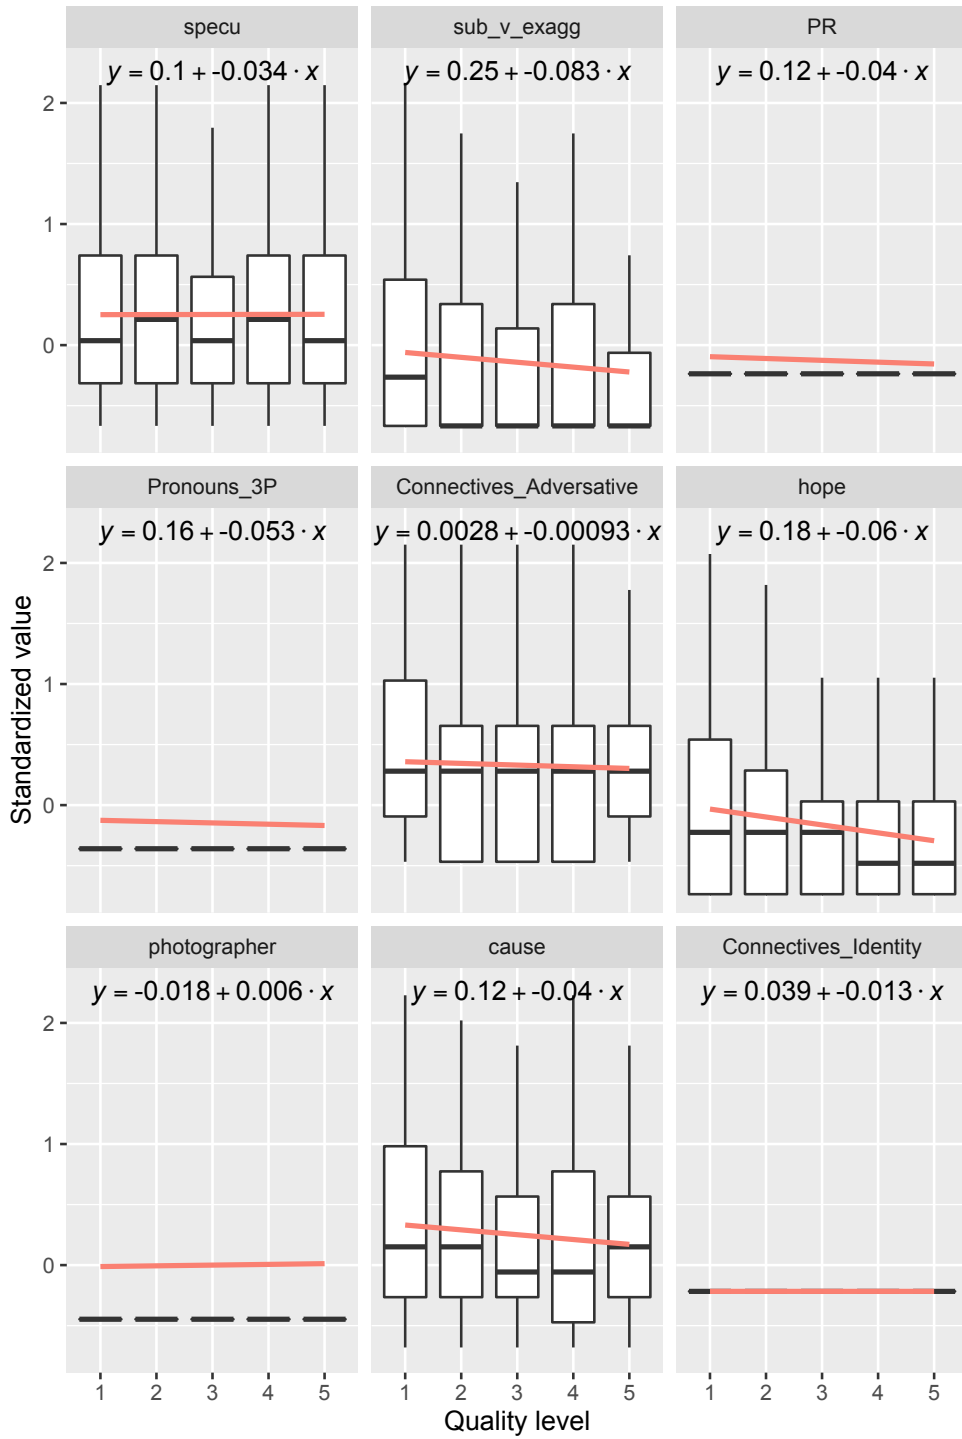 specu
sub_v_exagg
PR
y = 0.1 + -0.034 · x
y = 0.25 + -0.083 · x
y = 0.12 + -0.04 · x
2
1
0
Pronouns_3P
Connectives_Adversative
hope
y = 0.16 + -0.053 · x
y = 0.0028 + -0.00093 · x
y = 0.18 + -0.06 · x
2
1
0
Standardized value
photographer
cause
Connectives_Identity
y = -0.018 + 0.006 · x
y = 0.12 + -0.04 · x
y = 0.039 + -0.013 · x
2
1
0
1 2 3 4 5
1 2 3 4 5
1 2 3 4 5
Quality level